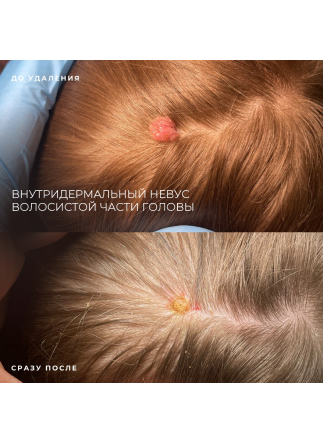 ДО УДАЛЕНИЯ
ВНУТРИДЕРМАЛЬНЫЙ НЕВУС
ВОЛОСИСТОЙ ЧАСТИ ГОЛОВЫ
СРАЗУ ПОСЛЕ